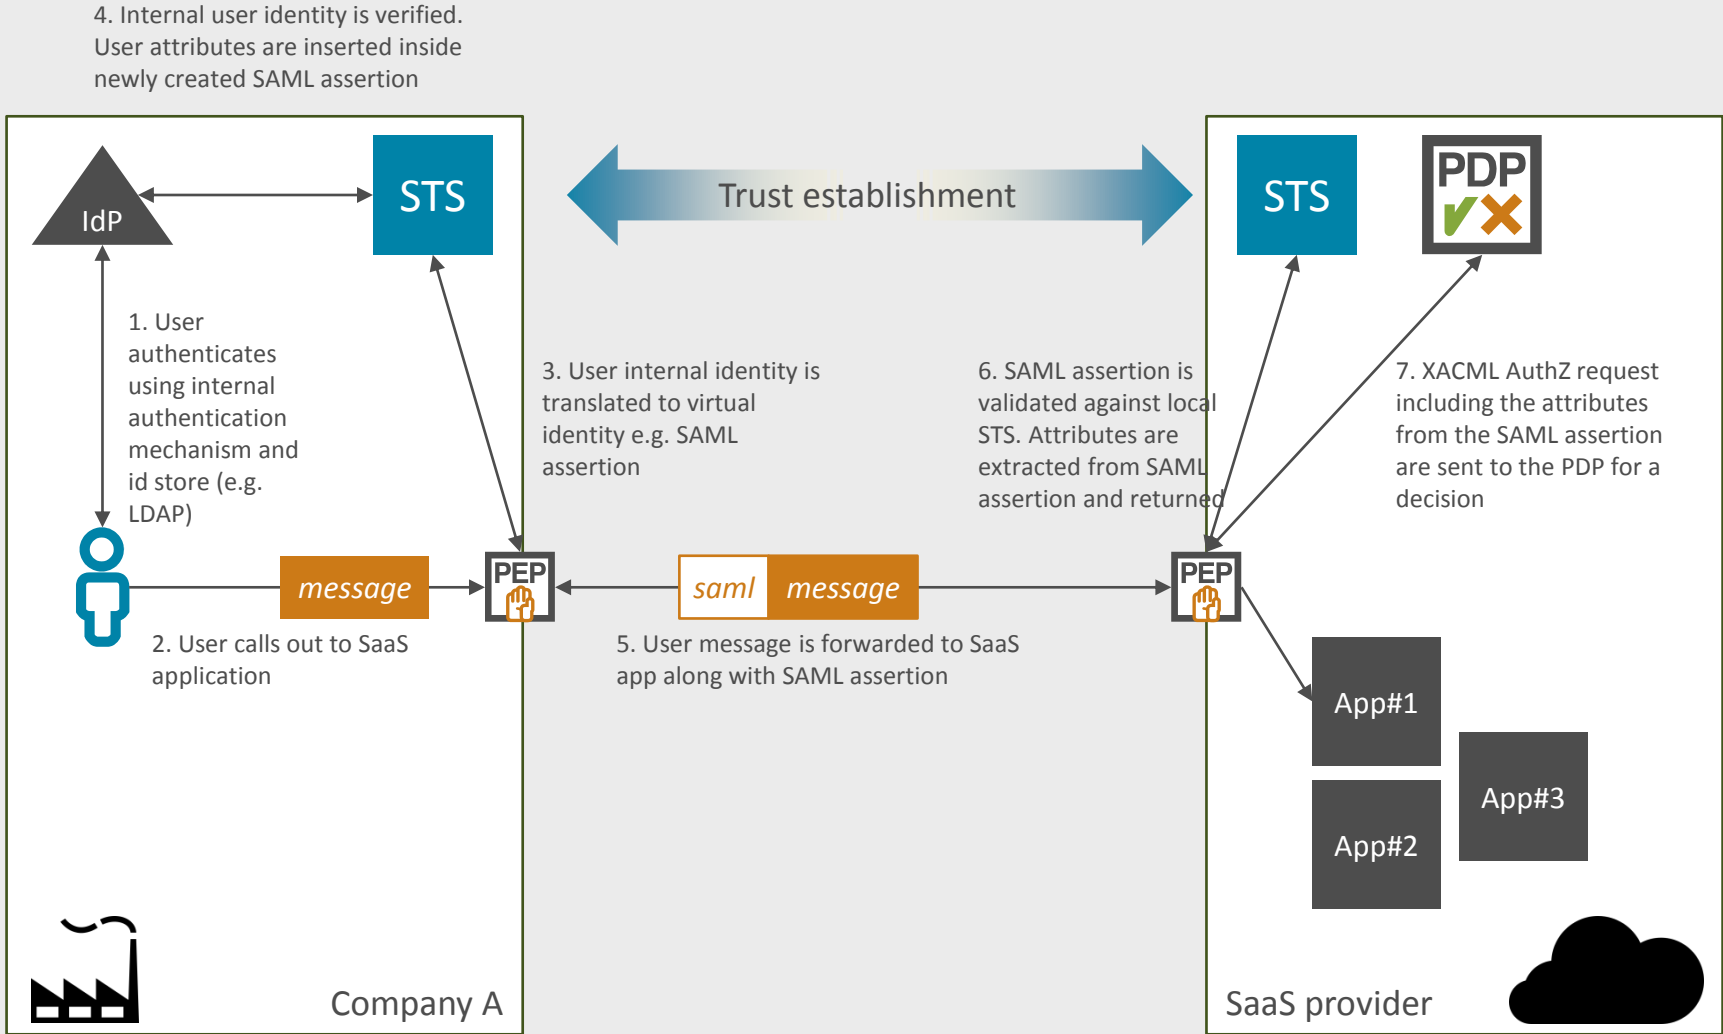 4. Internal user identity is verified.
User attributes are inserted inside
newly created SAML assertion
IdP
STS
Trust establishment
STS
PDP
1. User
authenticates
using internal
authentication
mechanism and
id store (e.g.
LDAP)
3. User internal identity is
translated to virtual
identity e.g. SAML
assertion
6. SAML assertion is
validated against local
STS. Attributes are
extracted from SAML
assertion and returned
7. XACML AuthZ request
including the attributes
from the SAML assertion
are sent to the PDP for a
decision
message
PEP
saml message
PEP
2. User calls out to SaaS
application
5. User message is forwarded to SaaS
app along with SAML assertion
App#1
App#3
App#2
Company A
SaaS provider